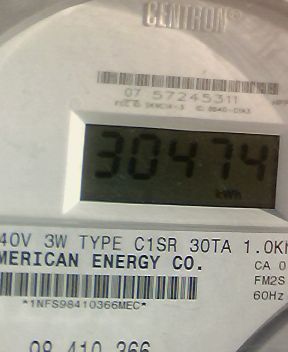 CENTRON®
07 57245311
30474
kWh
40V 3W TYPE C1SR 30TA 1.0K
MERICAN ENERGY CO.
CA 0
FM2S
60Hz
*1NFS98410366MEC*
98 410 366